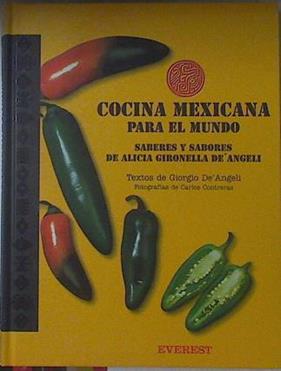 COCINA MEXICANA
PARA EL MUNDO
SABERES Y SABORES
DE ALICIA GIRONELLA DE'ANGELI
Textos de Giorgio De'Angeli
Fotografías de Carlos Contreras
EVEREST